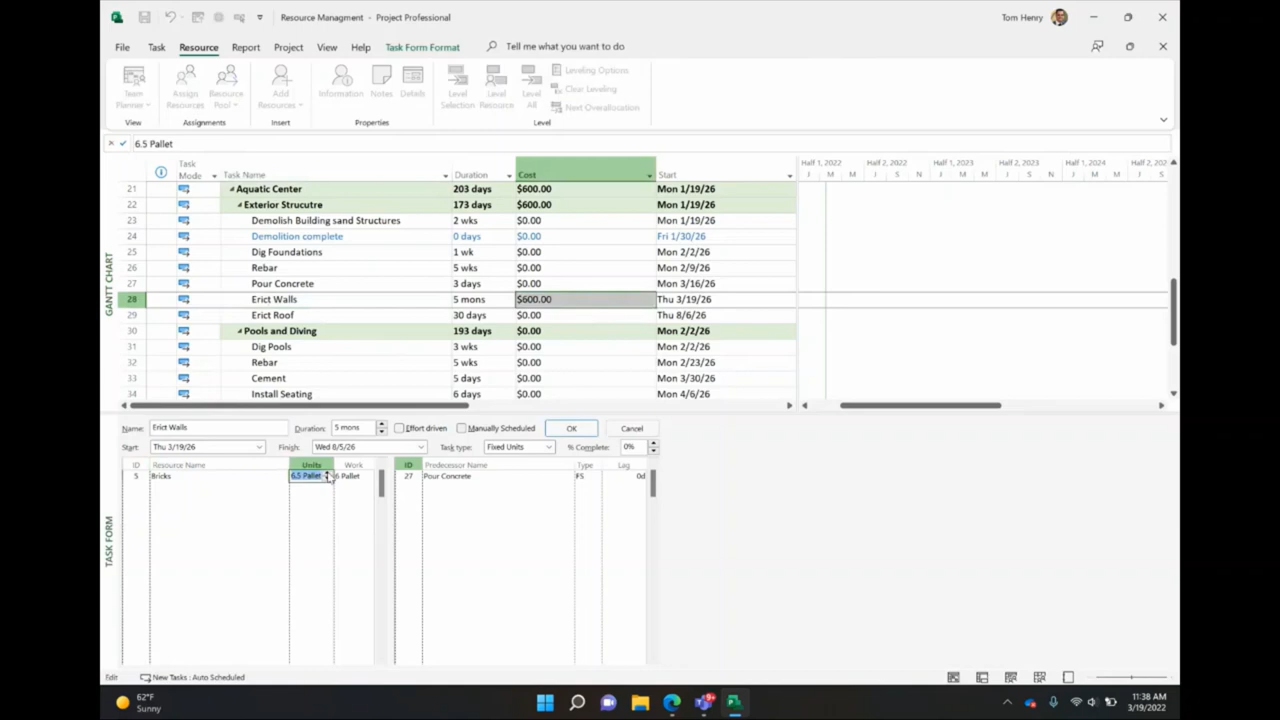 Resource Managment - Project Professional
Tom Henry
File Task Resource Report Project View Help Task Form Format Tell me what you want to do
Team Planner
Assign Resources
Resource Pool
Add Resources
Information
Notes
Details
Level Selection
Level Resource
Level All
Leveling Options
Clear Leveling
Next Overallocation
View Assignments Insert Properties Level
6.5 Pallet
Task Mode Task Name Duration Cost Start
Half 1, 2022 Half 2, 2022 Half 1, 2023 Half 2, 2023 Half 1, 2024 Half 2, 202
J M M J S N J M M J S N J M M J S
21 Aquatic Center 203 days $600.00 Mon 1/19/26
22 Exterior Strucutre 173 days $600.00 Mon 1/19/26
23 Demolish Building sand Structures 2 wks $0.00 Mon 1/19/26
24 Demolition complete 0 days $0.00 Fri 1/30/26
25 Dig Foundations 1 wk $0.00 Mon 2/2/26
26 Rebar 5 wks $0.00 Mon 2/9/26
27 Pour Concrete 3 days $0.00 Mon 3/16/26
28 Erict Walls 5 mons $600.00 Thu 3/19/26
29 Erict Roof 30 days $0.00 Thu 8/6/26
30 Pools and Diving 193 days $0.00 Mon 2/2/26
31 Dig Pools 3 wks $0.00 Mon 2/2/26
32 Rebar 5 wks $0.00 Mon 2/23/26
33 Cement 5 days $0.00 Mon 3/30/26
34 Install Seating 6 days $0.00 Mon 4/6/26
GANTT CHART
Name: Erict Walls Duration: 5 mons Effort driven Manually Scheduled OK Cancel
Start: Thu 3/19/26 Finish: Wed 8/5/26 Task type: Fixed Units % Complete: 0%
ID Resource Name Units Work ID Predecessor Name Type Lag
5 Bricks 6.5 Pallet 6 Pallet 27 Pour Concrete FS 0d
TASK FORM
Edit New Tasks : Auto Scheduled
62°F
Sunny
11:38 AM
3/19/2022